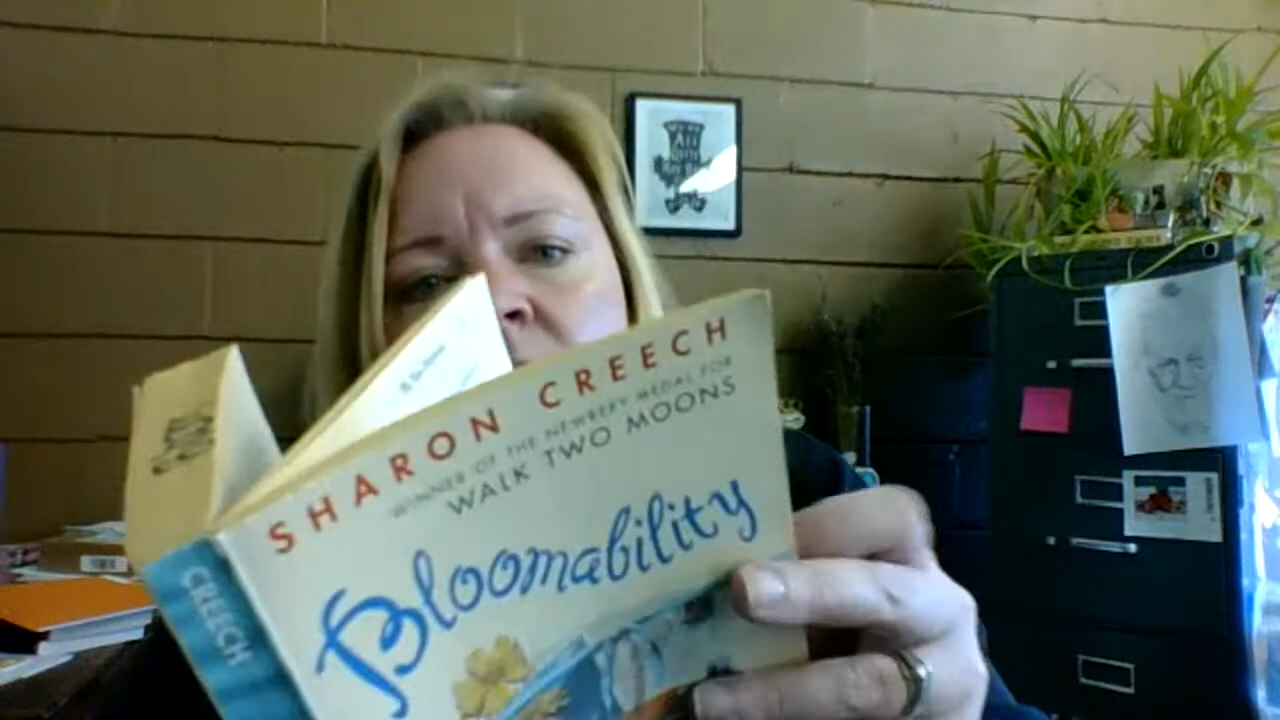 SHARON CREECH
WINNER OF THE NEWBERY MEDAL FOR
WALK TWO MOONS
Bloomability
CREECH